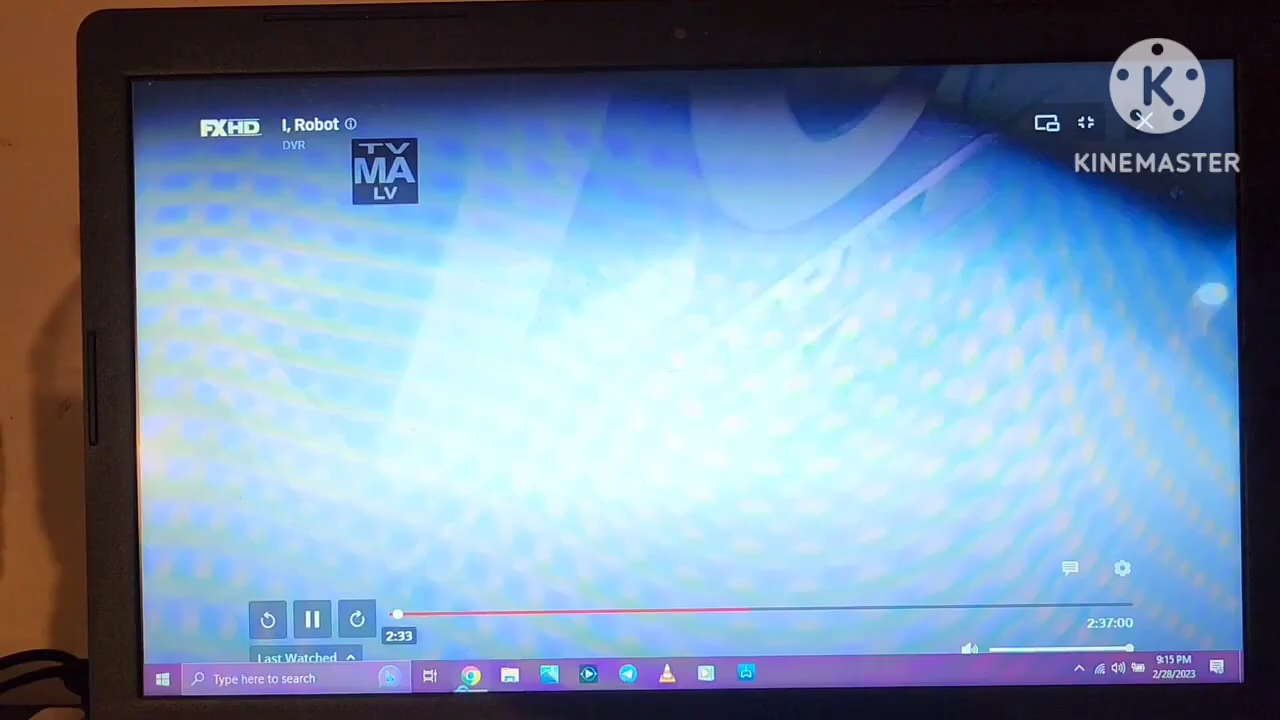 K
KINEMASTER
FXHD
I, Robot
DVR
TV
MA
LV
2:33
2:37:00
Last Watched
Type here to search
9:15 PM
2/28/2023